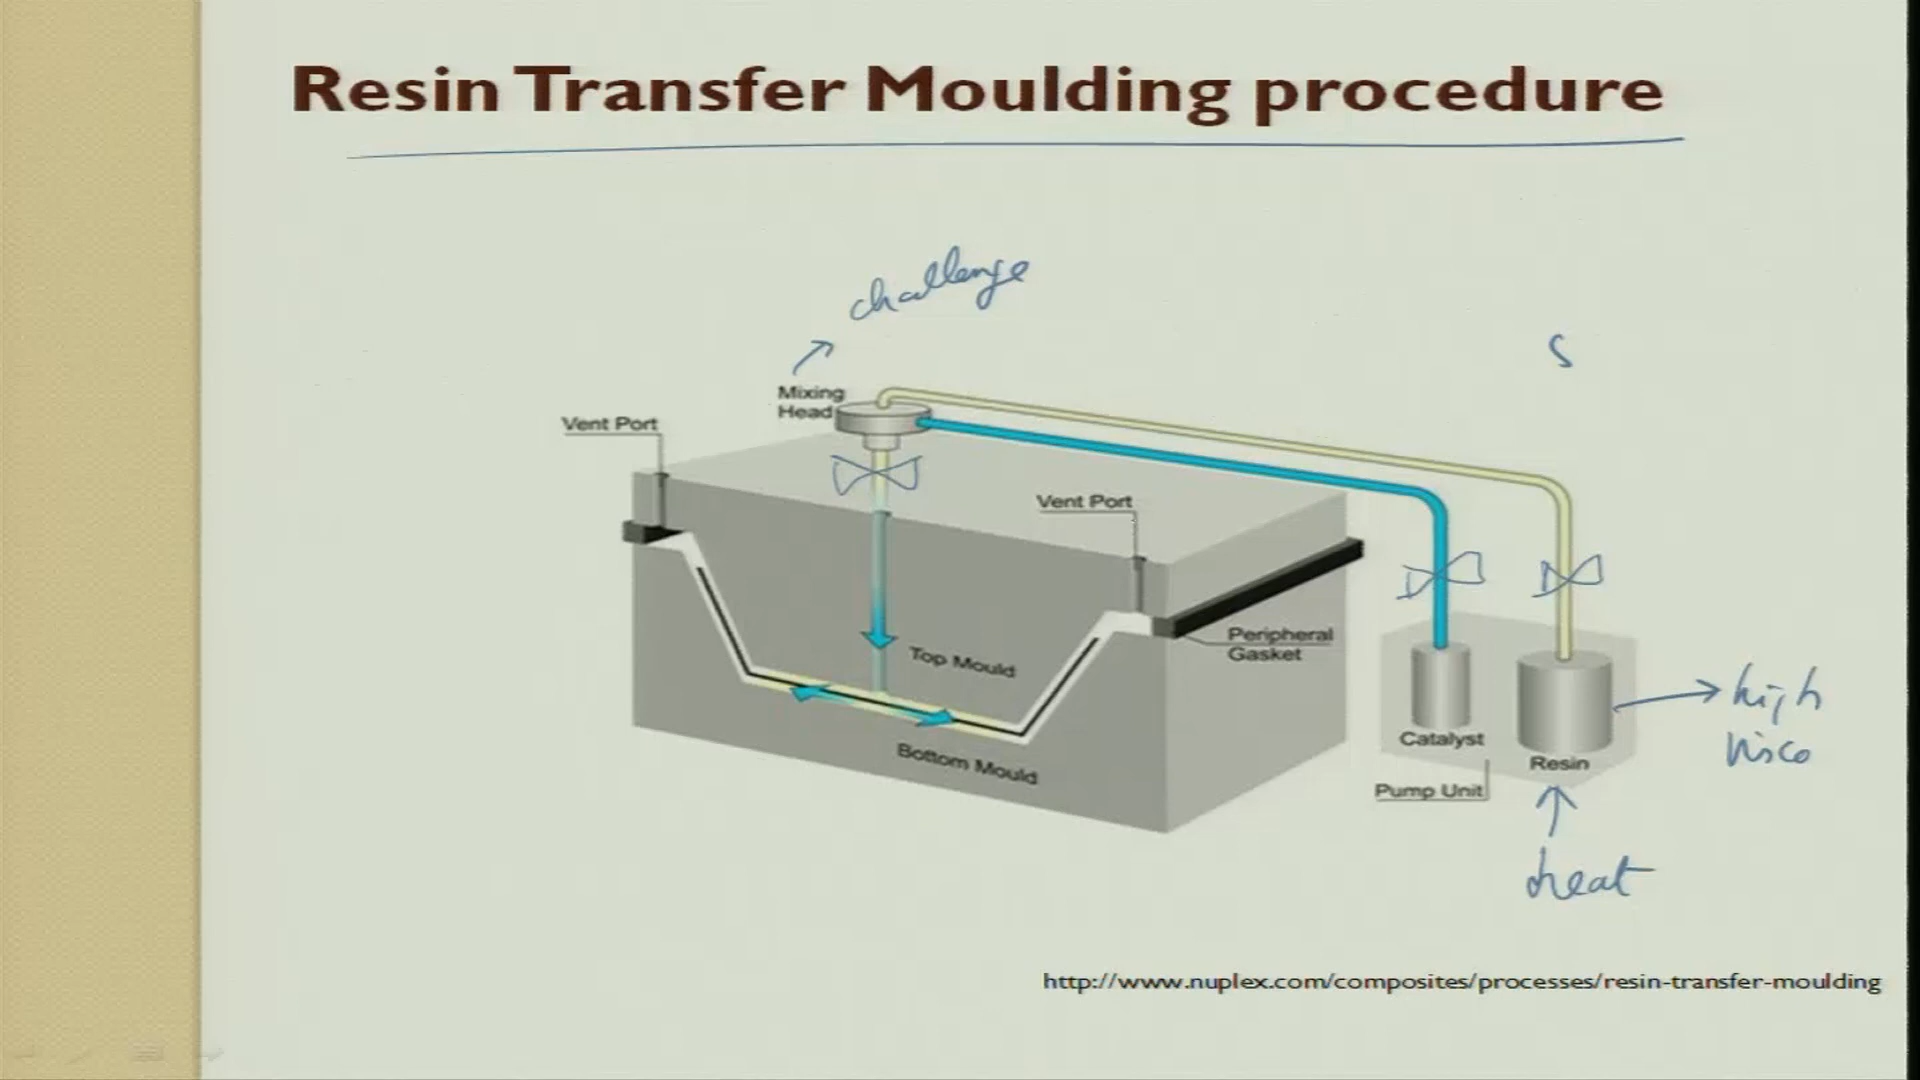 Resin Transfer Moulding procedure
challenge
S
Mixing
Head
Vent Port
Vent Port
Top Mould
Peripheral
Gasket
Bottom Mould
Catalyst
Resin
Pump Unit
high
visco
heat
http://www.nuplex.com/composites/processes/resin-transfer-moulding